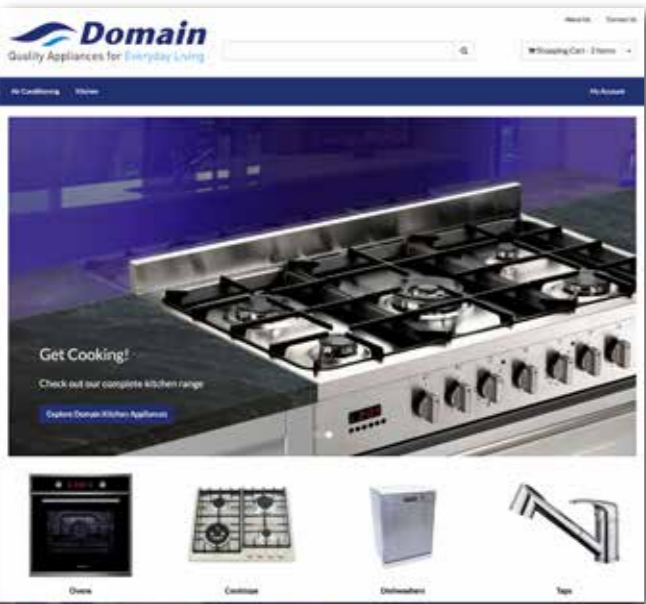 Domain
Quality Appliances for Everyday Living
About Us Contact Us
Shopping Cart - 2 items
Air Conditioning Kitchen My Account
Get Cooking!
Check out our complete kitchen range
Explore Domain Kitchen Appliances
Ovens Cooktops Dishwashers Taps